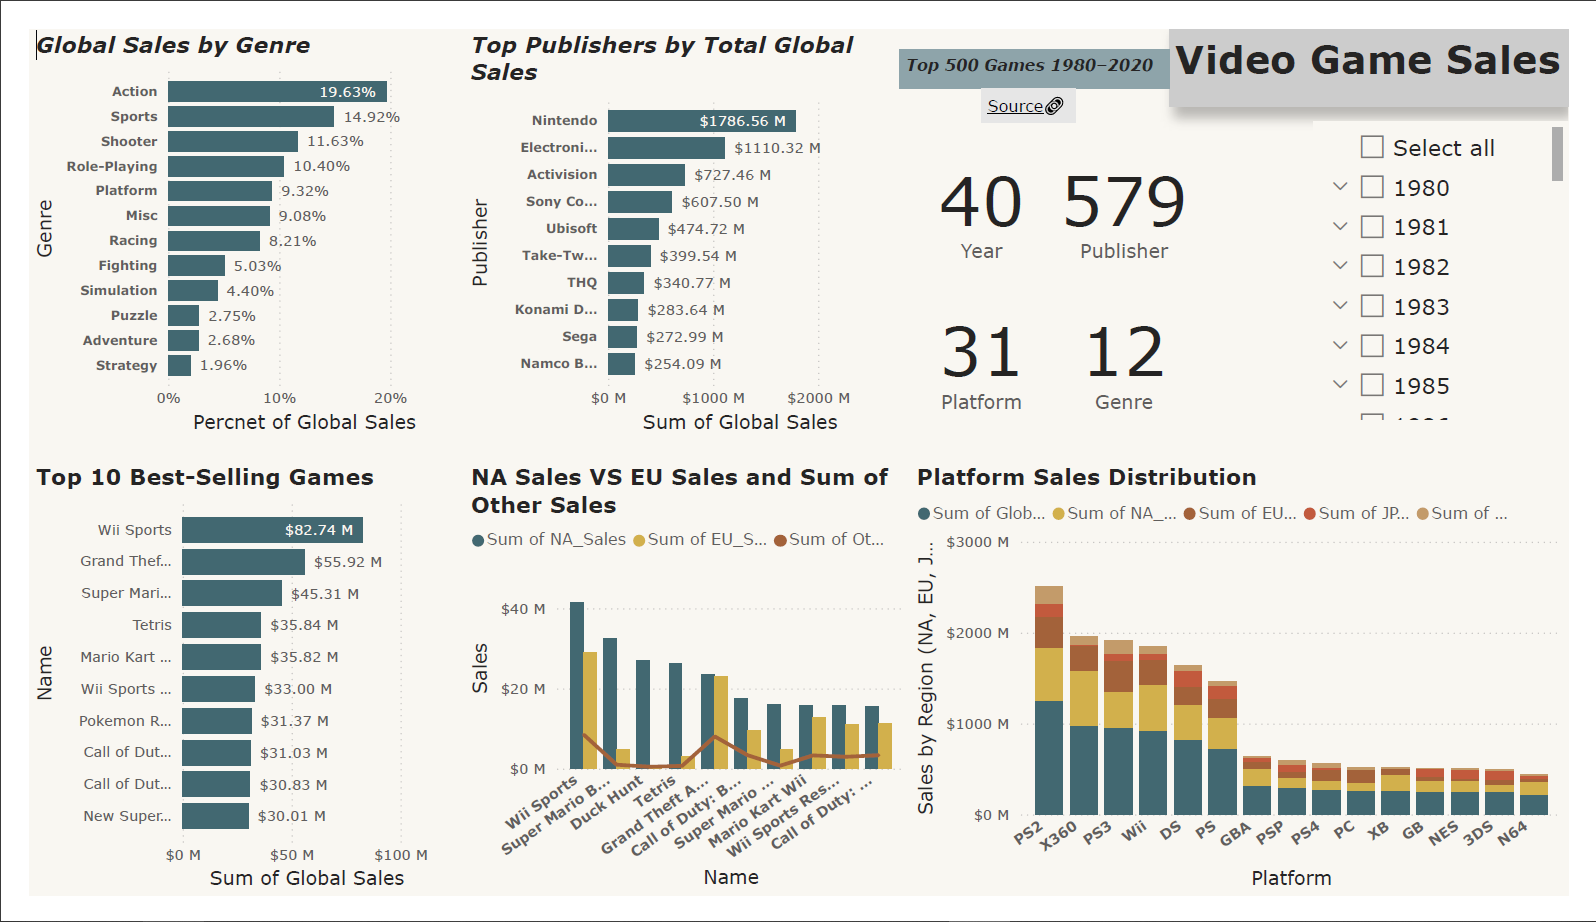 Global Sales by Genre
Genre
Action
19.63%
Sports
14.92%
Shooter
11.63%
Role-Playing
10.40%
Platform
9.32%
Misc
9.08%
Racing
8.21%
Fighting
5.03%
Simulation
4.40%
Puzzle
2.75%
Adventure
2.68%
Strategy
1.96%
0%
10%
20%
Percnet of Global Sales
Top Publishers by Total Global
Sales
Publisher
Nintendo
$1786.56 M
Electroni...
$1110.32 M
Activision
$727.46 M
Sony Co...
$607.50 M
Ubisoft
$474.72 M
Take-Tw...
$399.54 M
THQ
$340.77 M
Konami D...
$283.64 M
Sega
$272.99 M
Namco B...
$254.09 M
$0 M
$1000 M
$2000 M
Sum of Global Sales
Top 500 Games 1980–2020
Source
Video Game Sales
40
Year
579
Publisher
31
Platform
12
Genre
Select all
1980
1981
1982
1983
1984
1985
Top 10 Best-Selling Games
Name
Wii Sports
$82.74 M
Grand Thef...
$55.92 M
Super Mari...
$45.31 M
Tetris
$35.84 M
Mario Kart ...
$35.82 M
Wii Sports ...
$33.00 M
Pokemon R...
$31.37 M
Call of Dut...
$31.03 M
Call of Dut...
$30.83 M
New Super...
$30.01 M
$0 M
$50 M
$100 M
Sum of Global Sales
NA Sales VS EU Sales and Sum of
Other Sales
Sum of NA_Sales
Sum of EU_S...
Sum of Ot...
Sales
$40 M
$20 M
$0 M
Wii Sports
Super Mario B...
Duck Hunt
Tetris
Grand Theft A...
Call of Duty: B...
Super Mario ...
Mario Kart Wii
Wii Sports Res...
Call of Duty: ...
Name
Platform Sales Distribution
Sum of Glob...
Sum of NA_...
Sum of EU...
Sum of JP...
Sum of ...
Sales by Region (NA, EU, J...
$3000 M
$2000 M
$1000 M
$0 M
PS2
X360
PS3
Wii
DS
PS
GBA
PSP
PS4
PC
XB
GB
NES
3DS
N64
Platform